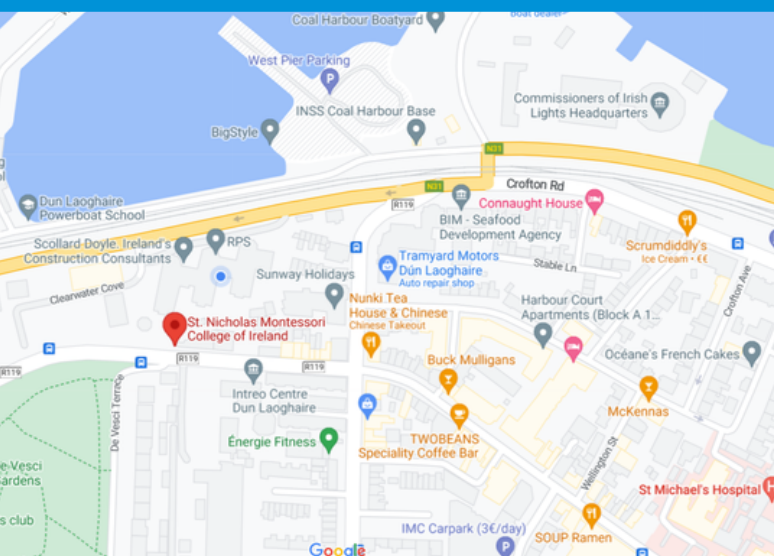 Coal Harbour Boatyard
Boat dealer
West Pier Parking
P
INSS Coal Harbour Base
Commissioners of Irish
Lights Headquarters
BigStyle
N31
N31
Crofton Rd
R119
Connaught House
Dun Laoghaire
Powerboat School
BIM - Seafood
Development Agency
Scrumdiddly's
Ice Cream • €€
Scollard Doyle. Ireland's
Construction Consultants
RPS
Tramyard Motors
Dún Laoghaire
Auto repair shop
Stable Ln
Crofton Ave
Sunway Holidays
Clearwater Cove
Nunki Tea
House & Chinese
Chinese Takeout
Harbour Court
Apartments (Block A 1...
St. Nicholas Montessori
College of Ireland
R119
R119
R119
Buck Mulligans
Océane's French Cakes
Intreo Centre
Dun Laoghaire
De Vesci Terrace
McKennas
TWOBEANS
Speciality Coffee Bar
Énergie Fitness
Wellington St
e Vesci
ardens
St Michael's Hospital
H
s club
IMC Carpark (3€/day)
P
SOUP Ramen
Google